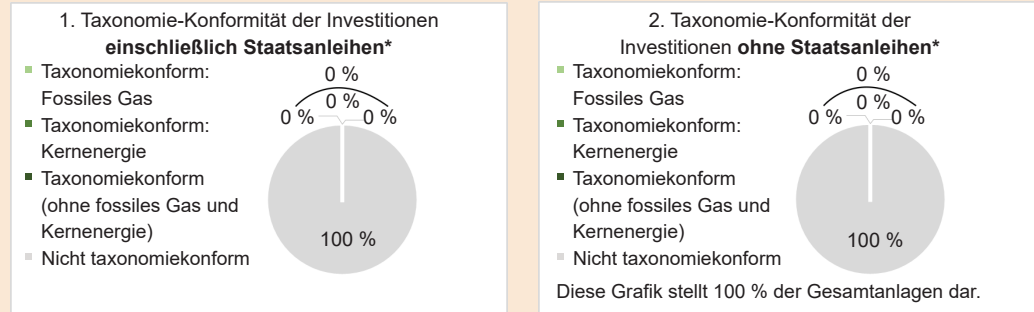 1. Taxonomie-Konformität der Investitionen
einschließlich Staatsanleihen*
Taxonomiekonform:
Fossiles Gas
Taxonomiekonform:
Kernenergie
Taxonomiekonform
(ohne fossiles Gas und
Kernenergie)
Nicht taxonomiekonform
0 %
0 %
0 %
0 %
100 %
2. Taxonomie-Konformität der
Investitionen ohne Staatsanleihen*
Taxonomiekonform:
Fossiles Gas
Taxonomiekonform:
Kernenergie
Taxonomiekonform
(ohne fossiles Gas und
Kernenergie)
Nicht taxonomiekonform
0 %
0 %
0 %
0 %
100 %
Diese Grafik stellt 100 % der Gesamtanlagen dar.